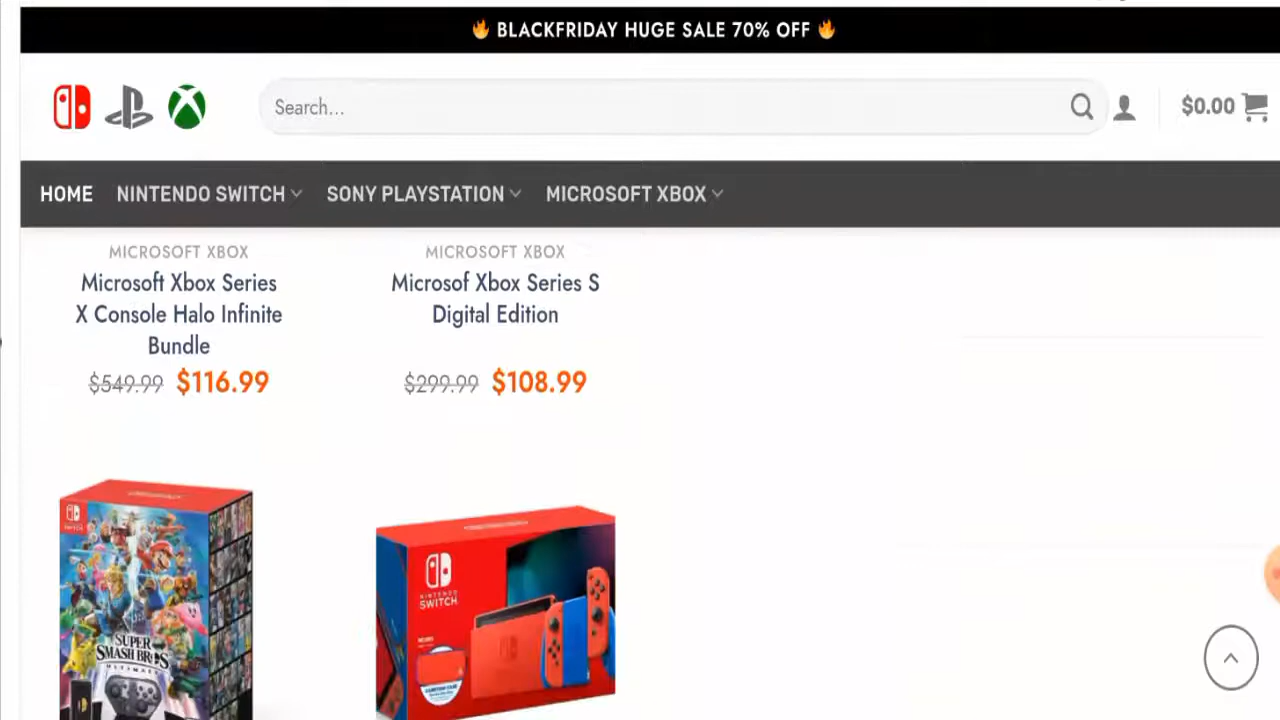 🔥 BLACKFRIDAY HUGE SALE 70% OFF 🔥
Search...
$0.00
HOME NINTENDO SWITCH SONY PLAYSTATION MICROSOFT XBOX
MICROSOFT XBOX
Microsoft Xbox Series
X Console Halo Infinite
Bundle
$549.99 $116.99
MICROSOFT XBOX
Microsof Xbox Series S
Digital Edition
$299.99 $108.99
SUPER
SMASH BROS
ULTIMATE
NINTENDO
SWITCH